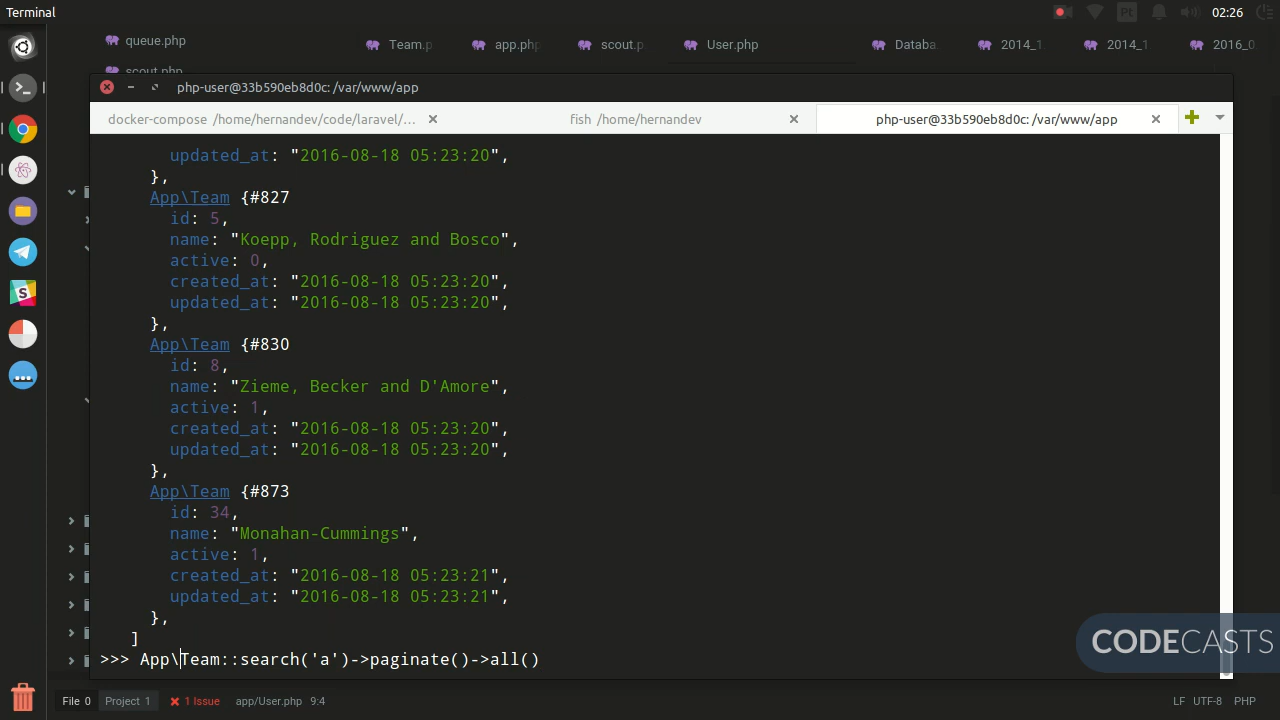 Terminal
Pt
02:26
queue.php
Team.p
app.php
scout.p
User.php
Databa
2014_1
2014_1
2016_0
scout.php
php-user@33b590eb8d0c: /var/www/app
docker-compose /home/hernandev/code/laravel/...
fish /home/hernandev
php-user@33b590eb8d0c: /var/www/app
updated_at: "2016-08-18 05:23:20",
},
App\Team {#827
id: 5,
name: "Koepp, Rodriguez and Bosco",
active: 0,
created_at: "2016-08-18 05:23:20",
updated_at: "2016-08-18 05:23:20",
},
App\Team {#830
id: 8,
name: "Zieme, Becker and D'Amore",
active: 1,
created_at: "2016-08-18 05:23:20",
updated_at: "2016-08-18 05:23:20",
},
App\Team {#873
id: 34,
name: "Monahan-Cummings",
active: 1,
created_at: "2016-08-18 05:23:21",
updated_at: "2016-08-18 05:23:21",
},
]
>>> App\Team::search('a')->paginate()->all()
CODECASTS
File 0
Project 1
1 Issue
app/User.php
9:4
LF
UTF-8
PHP